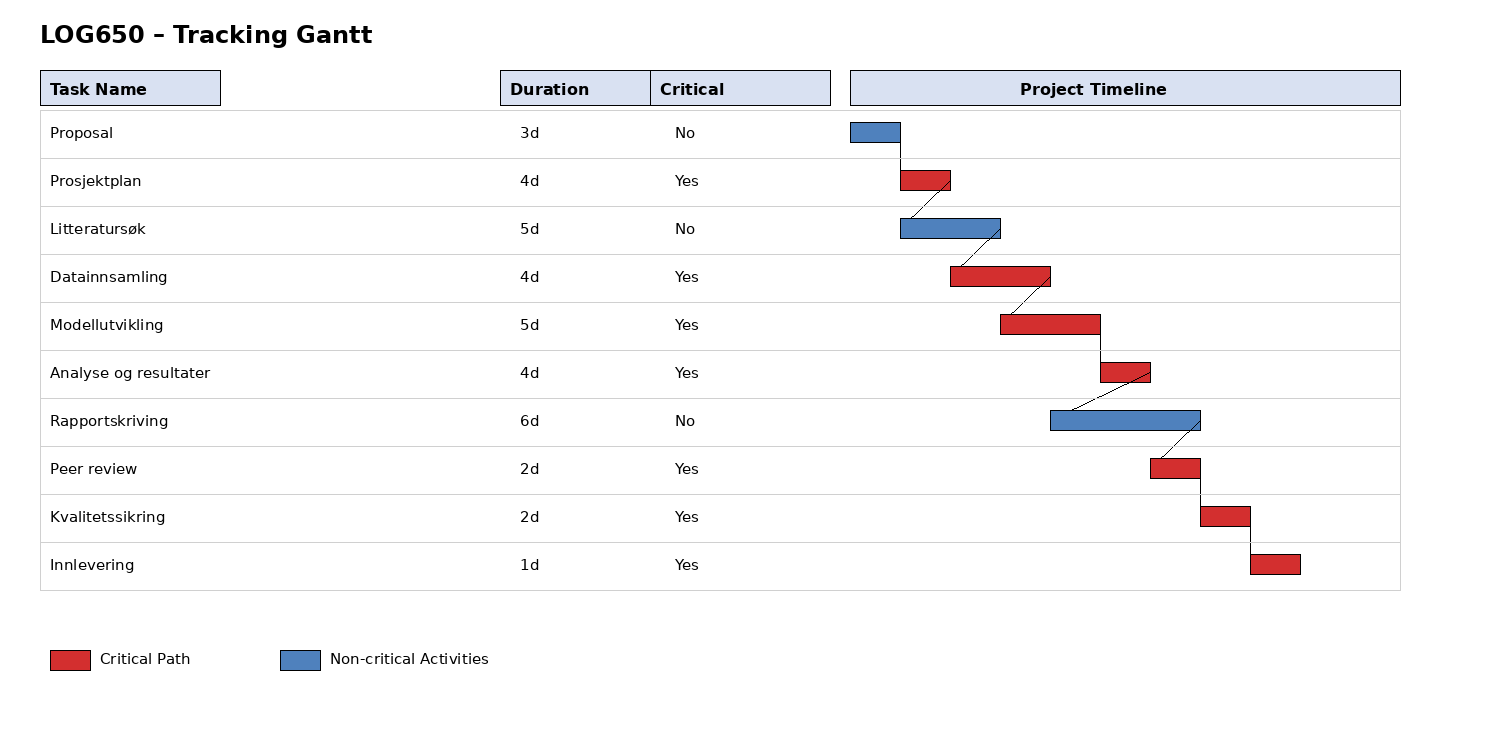 LOG650 – Tracking Gantt
Task Name Duration Critical Project Timeline
Proposal 3d No
Prosjektplan 4d Yes
Litteratursøk 5d No
Datainnsamling 4d Yes
Modellutvikling 5d Yes
Analyse og resultater 4d Yes
Rapportskriving 6d No
Peer review 2d Yes
Kvalitetssikring 2d Yes
Innlevering 1d Yes
Critical Path Non-critical Activities